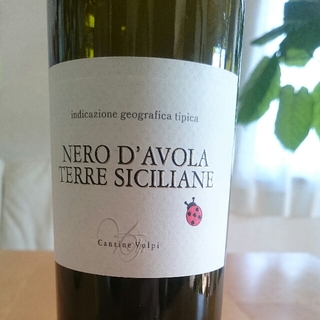 indicazione geografica tipica
NERO D'AVOLA
TERRE SICILIANE
Cantine Volpi